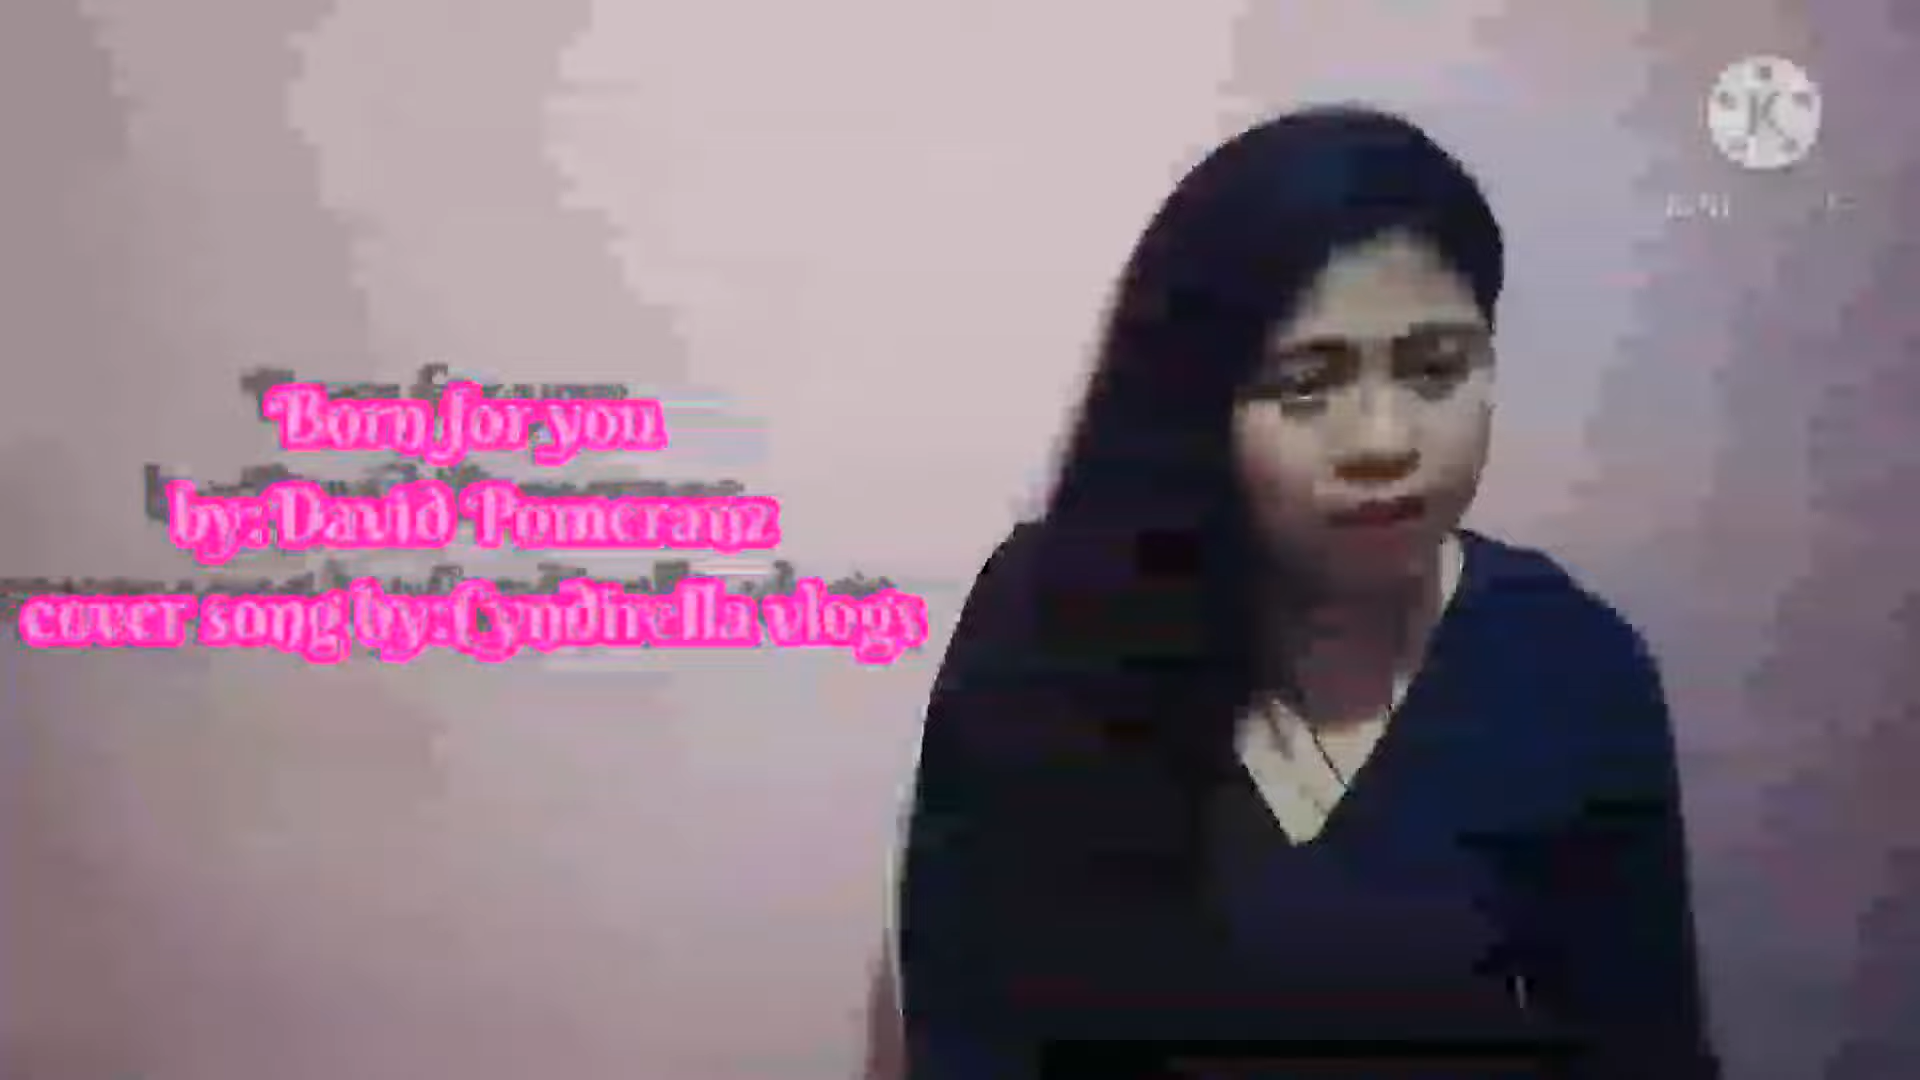 Born for you
by:David Pomeranz
cover song by:Cyndirella vlogs
K